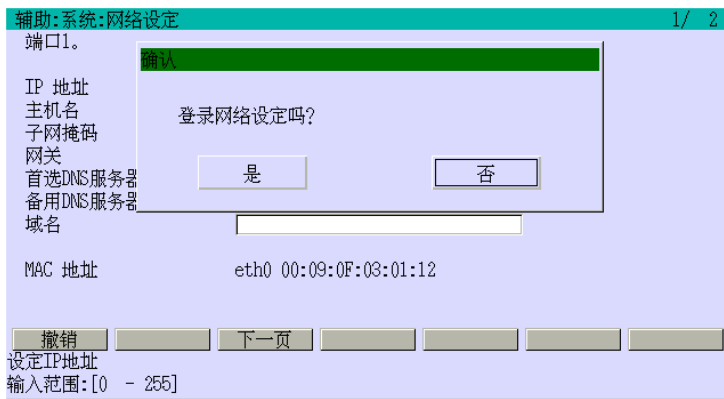 辅助:系统:网络设定 1/ 2
端口1。
确认
IP 地址
主机名
登录网络设定吗?
子网掩码
网关
是 否
首选DNS服务器
备用DNS服务器
域名
MAC 地址 eth0 00:09:0F:03:01:12
撤销 下一页
设定IP地址
输入范围:[0 - 255]